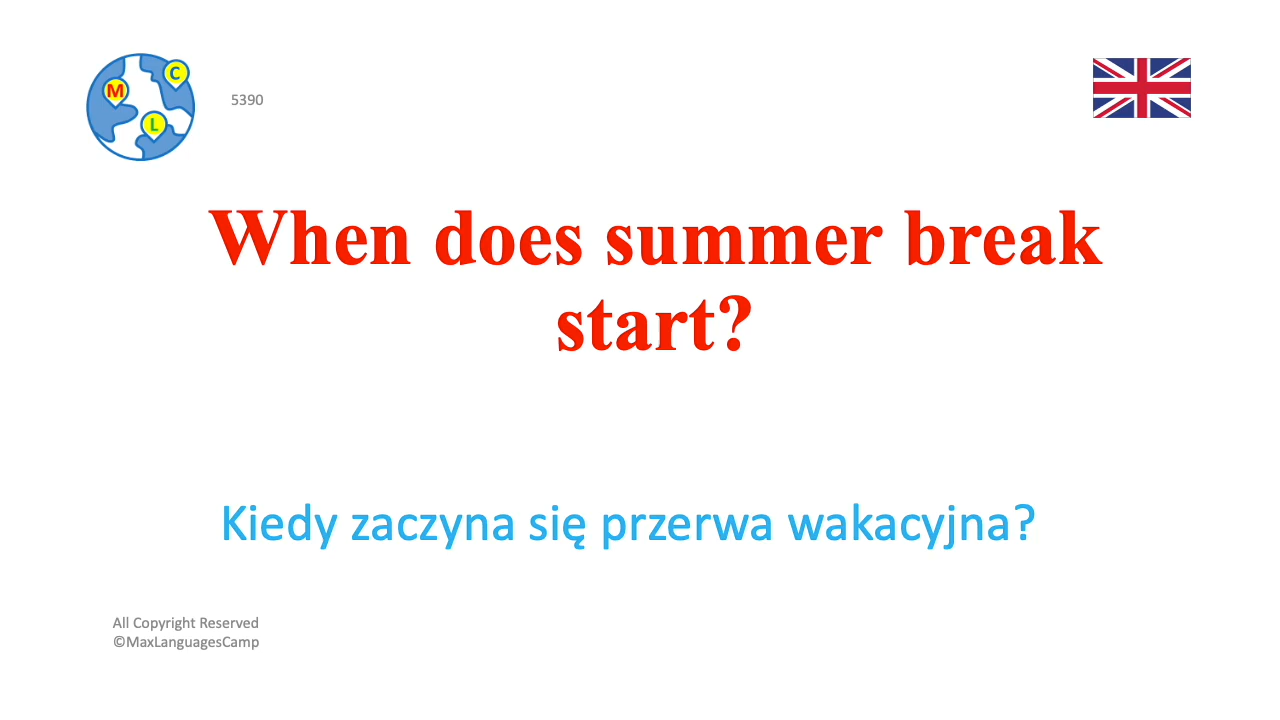 C
M
L
5390
When does summer break
start?
Kiedy zaczyna się przerwa wakacyjna?
All Copyright Reserved
©MaxLanguagesCamp